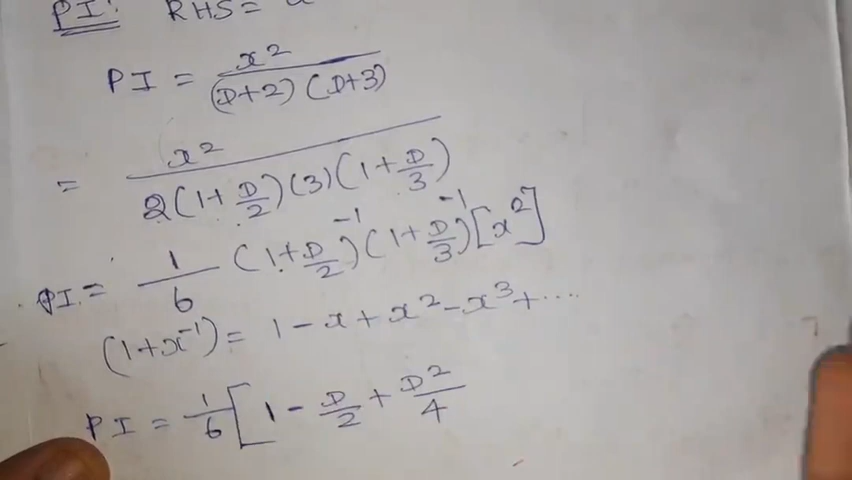 PI: RHS =
PI = x²/(D+2)(D+3)
= x²/2(1+D/2)(3)(1+D/3)
PI = 1/6 (1+D/2)⁻¹(1+D/3)⁻¹[x²]
(1+x⁻¹) = 1-x+x²-x³+....
PI = 1/6[1-D/2+D²/4